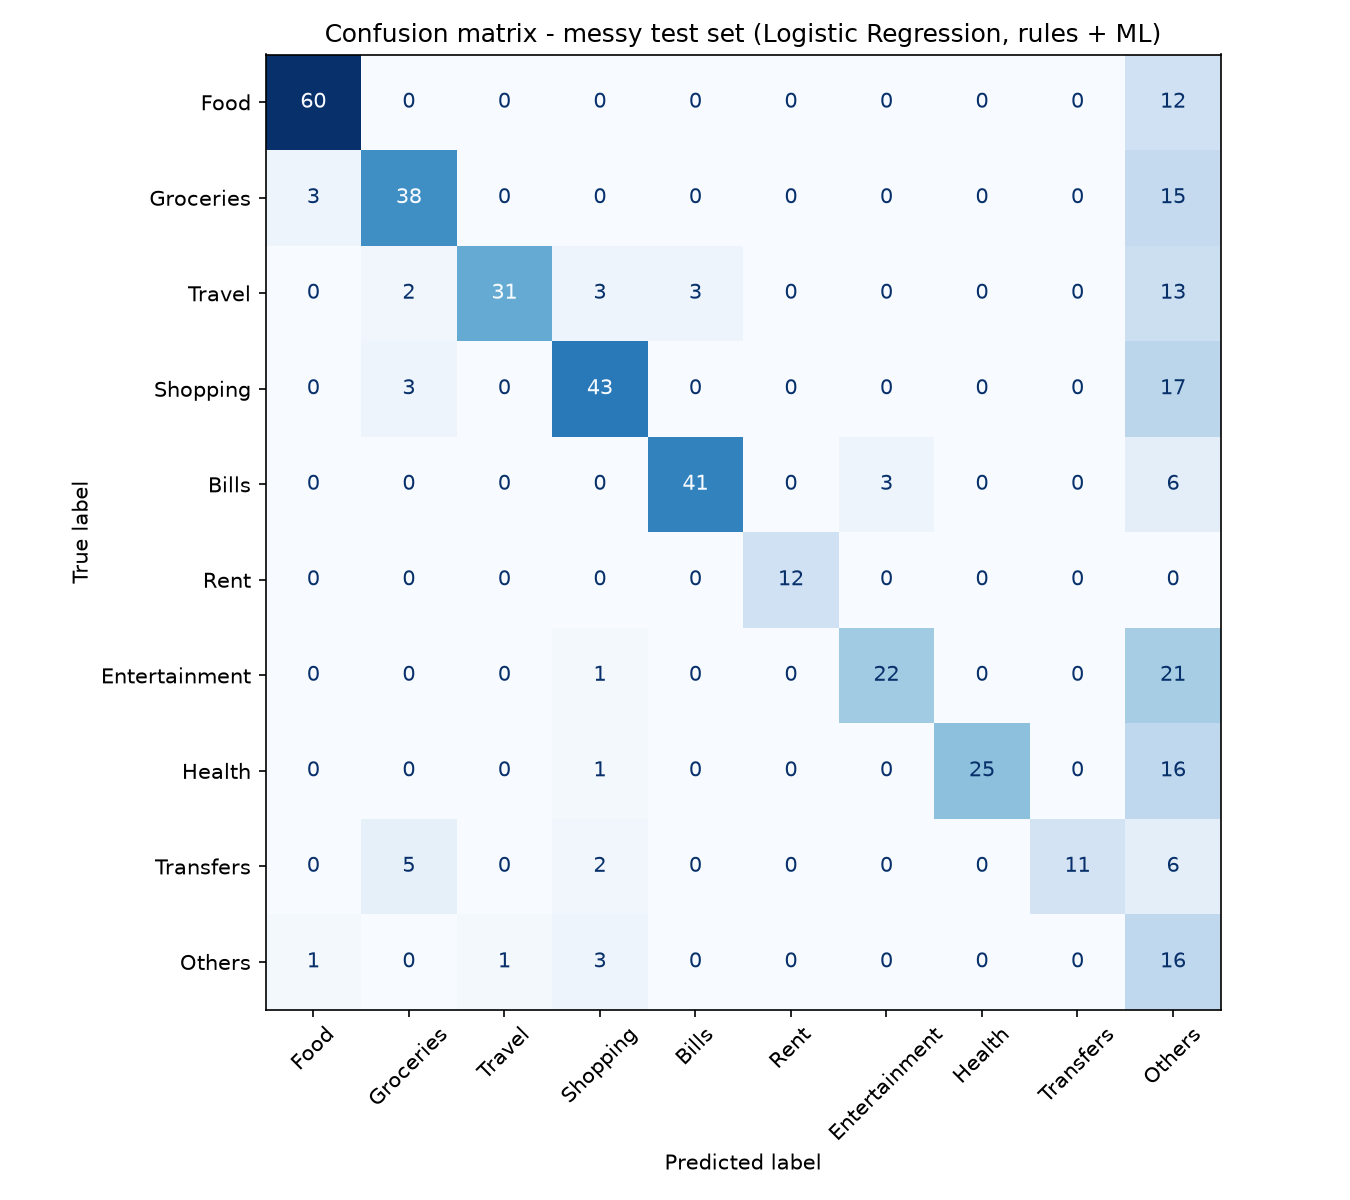 Confusion matrix - messy test set (Logistic Regression, rules + ML)
True label
Food 60 0 0 0 0 0 0 0 0 12
Groceries 3 38 0 0 0 0 0 0 0 15
Travel 0 2 31 3 3 0 0 0 0 13
Shopping 0 3 0 43 0 0 0 0 0 17
Bills 0 0 0 0 41 0 3 0 0 6
Rent 0 0 0 0 0 12 0 0 0 0
Entertainment 0 0 0 1 0 0 22 0 0 21
Health 0 0 0 1 0 0 0 25 0 16
Transfers 0 5 0 2 0 0 0 0 11 6
Others 1 0 1 3 0 0 0 0 0 16
Food Groceries Travel Shopping Bills Rent Entertainment Health Transfers Others
Predicted label